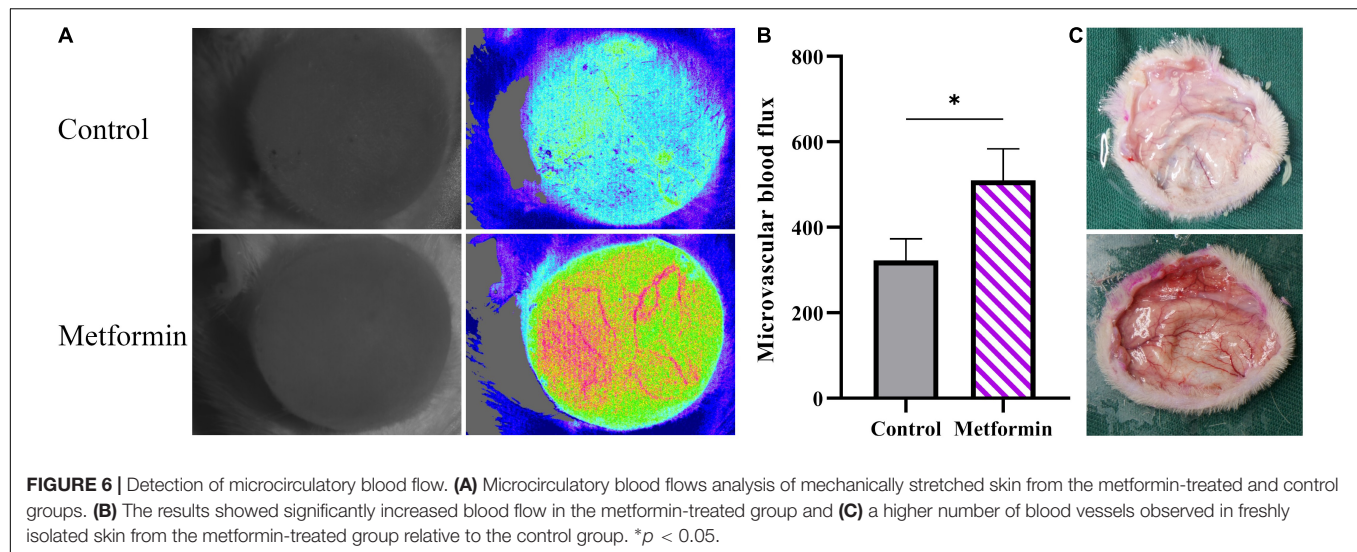 A
B
C
Control
Metformin
Microvascular blood flux
800
600
400
200
0
*
Control Metformin
FIGURE 6 | Detection of microcirculatory blood flow. (A) Microcirculatory blood flows analysis of mechanically stretched skin from the metformin-treated and control
groups. (B) The results showed significantly increased blood flow in the metformin-treated group and (C) a higher number of blood vessels observed in freshly
isolated skin from the metformin-treated group relative to the control group. *p < 0.05.